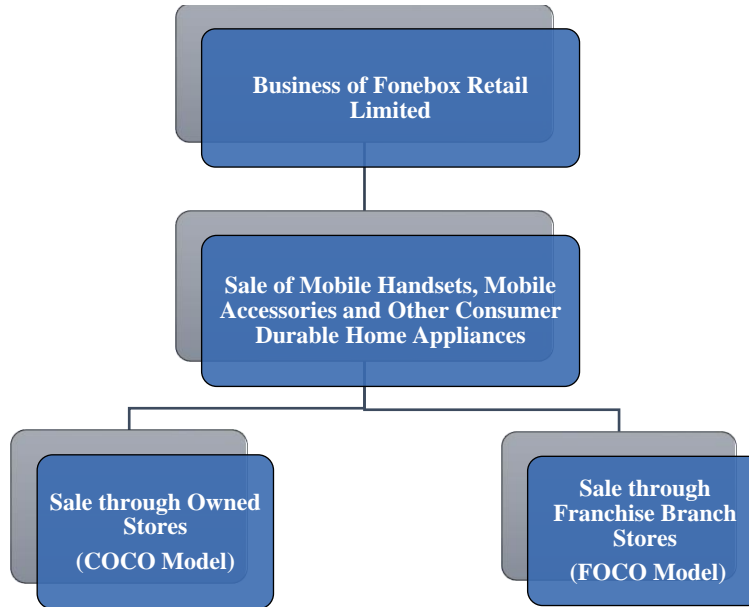 Business of Fonebox Retail
Limited
Sale of Mobile Handsets, Mobile
Accessories and Other Consumer
Durable Home Appliances
Sale through Owned
Stores
(COCO Model)
Sale through
Franchise Branch
Stores
(FOCO Model)